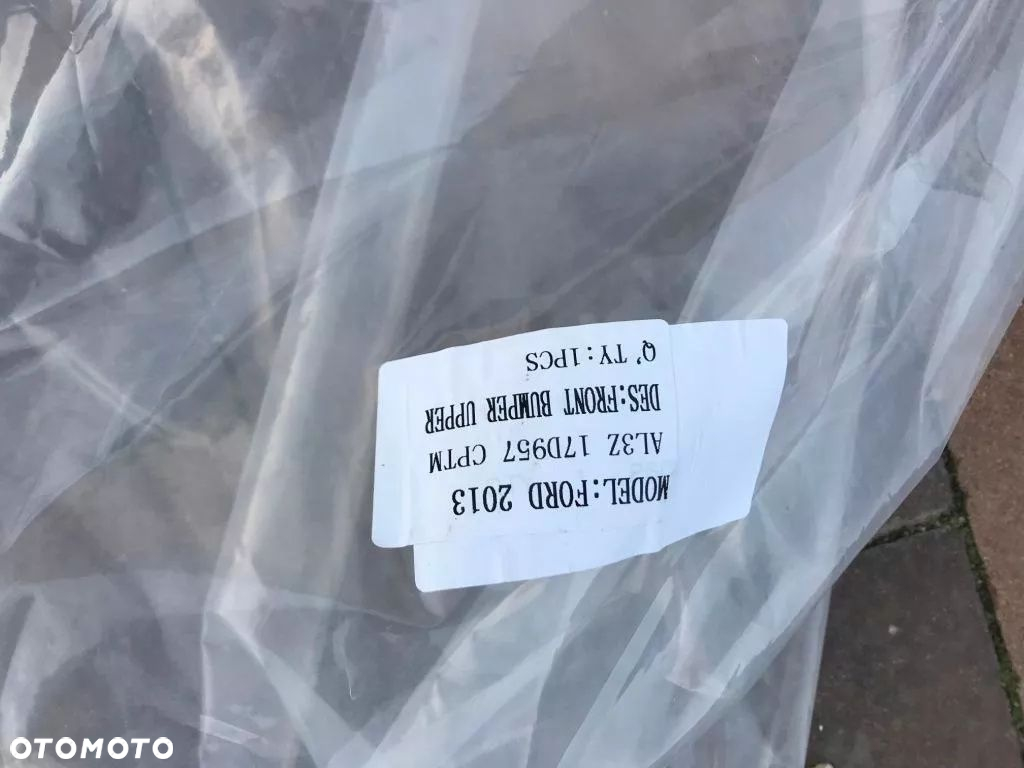 MODEL:FORD 2013
AL3Z 17D957 CPTM
DES:FRONT BUMPER UPPER
Q'TY:1PCS
OTOMOTO